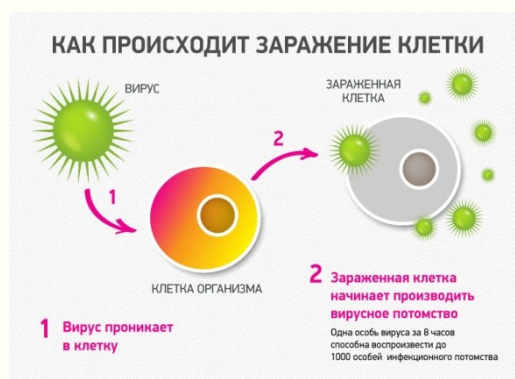 КАК ПРОИСХОДИТ ЗАРАЖЕНИЕ КЛЕТКИ
ВИРУС
ЗАРАЖЕННАЯ
КЛЕТКА
2
1
КЛЕТКА ОРГАНИЗМА
1 Вирус проникает
в клетку
2 Зараженная клетка
начинает производить
вирусное потомство
Одна особь вируса за 8 часов
способна воспроизвести до
1000 особей инфекционного потомства